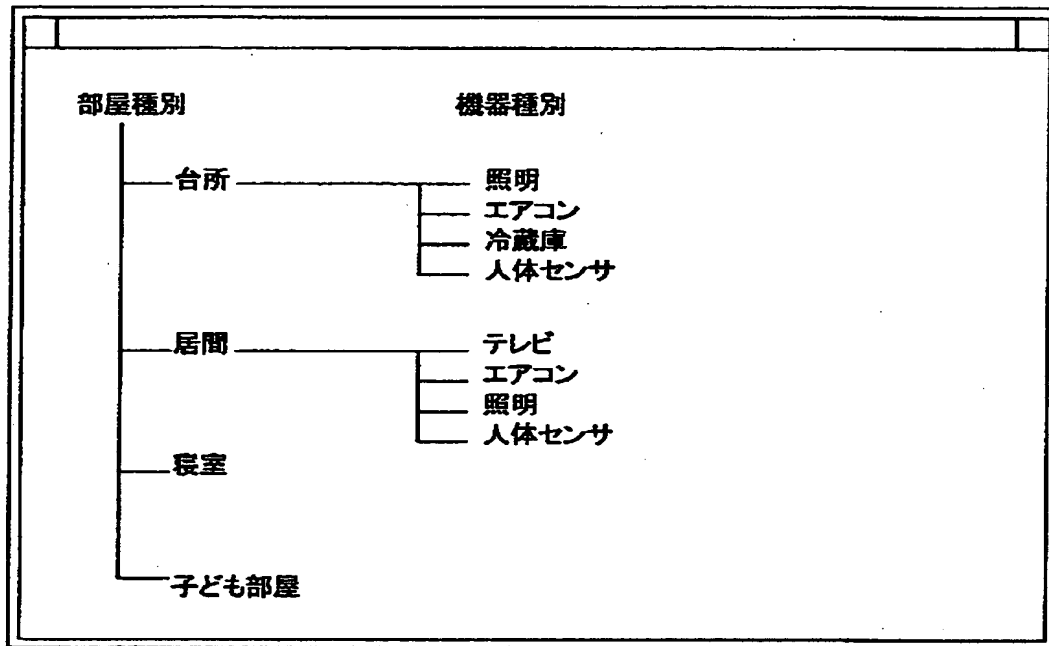 部屋種別 機器種別
台所 照明
エアコン
冷蔵庫
人体センサ
居間 テレビ
エアコン
照明
人体センサ
寝室
子ども部屋